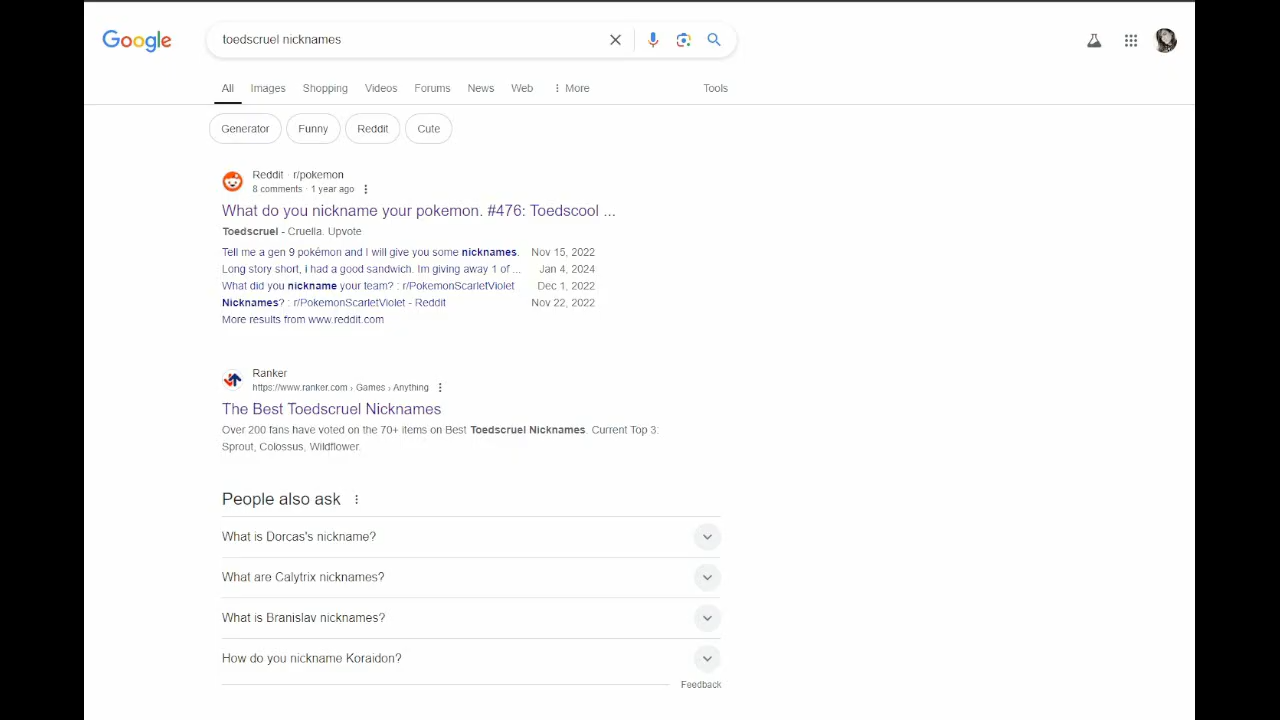 Google
toedscruel nicknames
All Images Shopping Videos Forums News Web More Tools
Generator Funny Reddit Cute
Reddit · r/pokemon
8 comments · 1 year ago
What do you nickname your pokemon. #476: Toedscool ...
Toedscruel - Cruella. Upvote
Tell me a gen 9 pokémon and I will give you some nicknames. Nov 15, 2022
Long story short, i had a good sandwich. Im giving away 1 of ... Jan 4, 2024
What did you nickname your team? : r/PokemonScarletViolet Dec 1, 2022
Nicknames? : r/PokemonScarletViolet - Reddit Nov 22, 2022
More results from www.reddit.com
Ranker
https://www.ranker.com › Games › Anything
The Best Toedscruel Nicknames
Over 200 fans have voted on the 70+ items on Best Toedscruel Nicknames. Current Top 3:
Sprout, Colossus, Wildflower.
People also ask
What is Dorcas's nickname?
What are Calytrix nicknames?
What is Branislav nicknames?
How do you nickname Koraidon?
Feedback